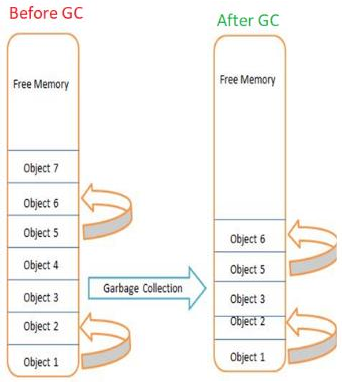 Before GC
Free Memory
Object 7
Object 6
Object 5
Object 4
Object 3
Object 2
Object 1
Garbage Collection
After GC
Free Memory
Object 6
Object 5
Object 3
Object 2
Object 1